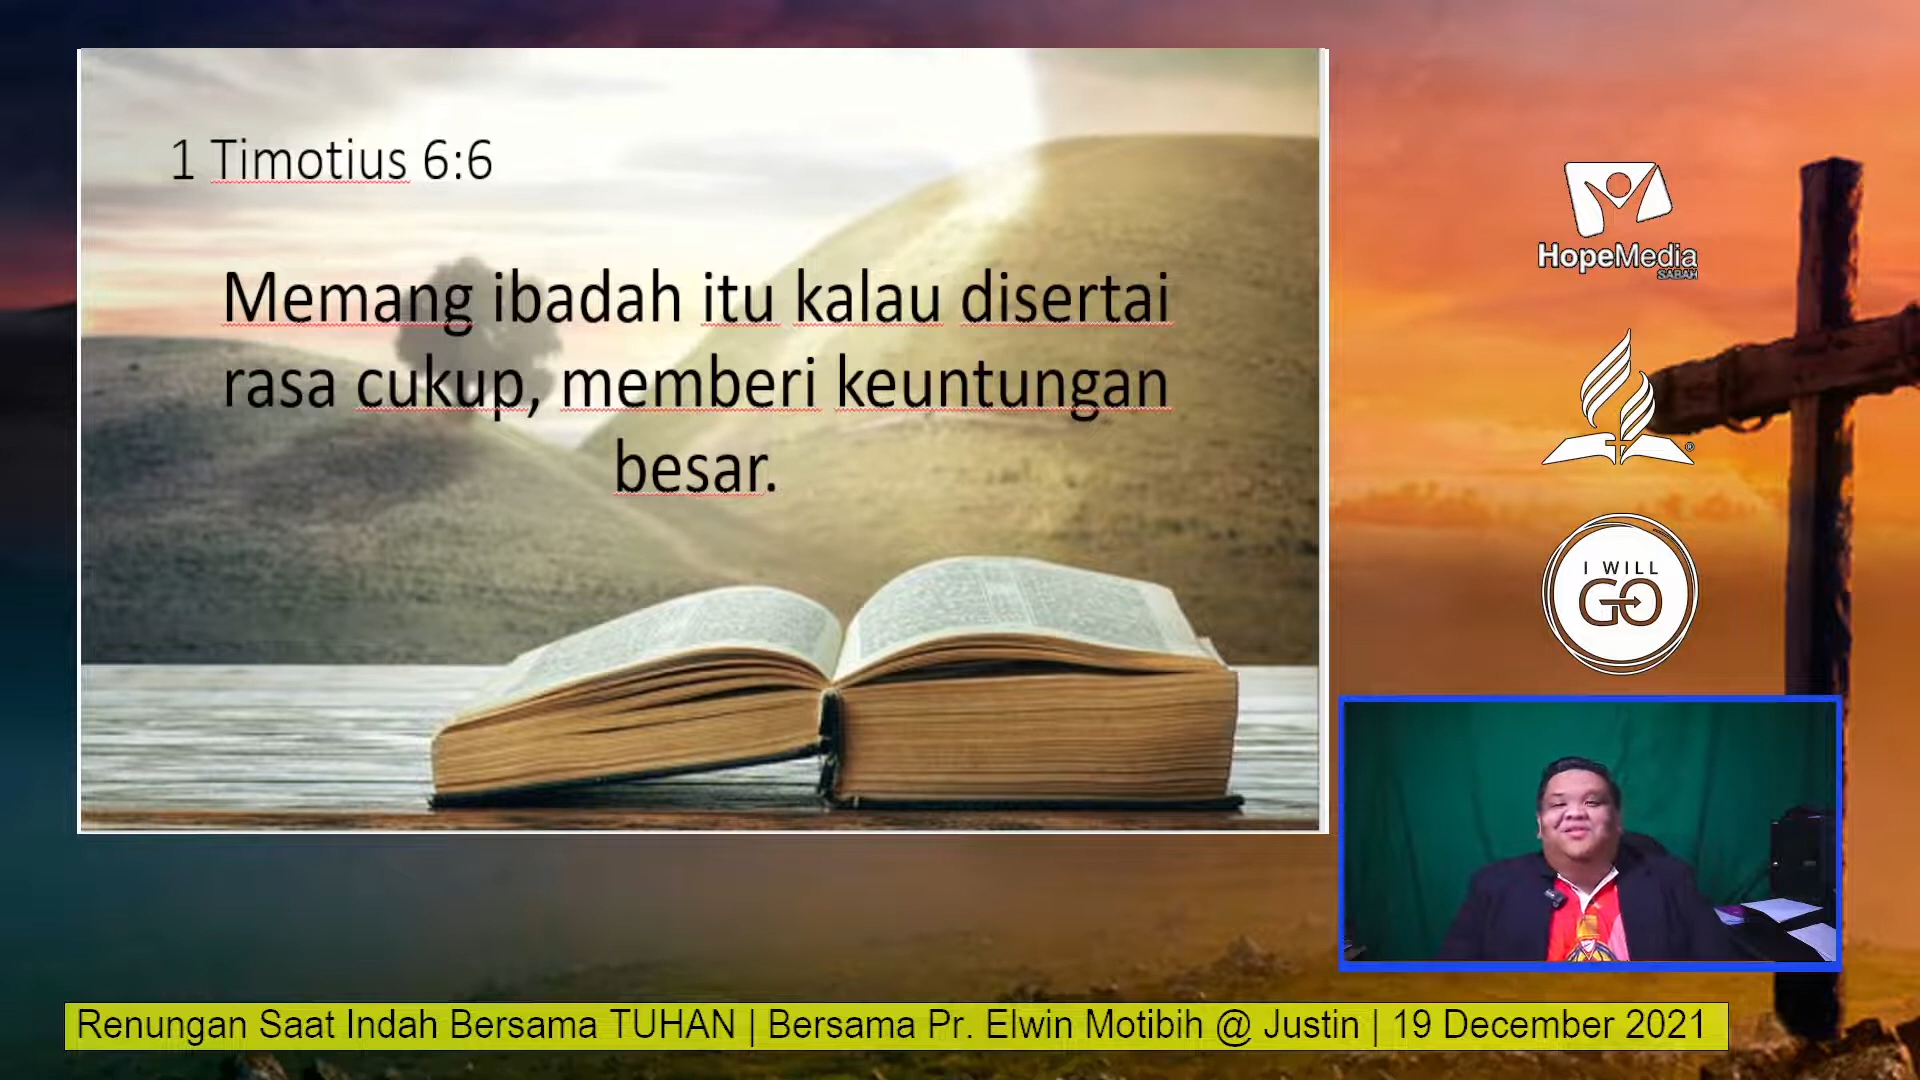 1 Timotius 6:6
Memang ibadah itu kalau disertai
rasa cukup, memberi keuntungan
besar.
HopeMedia
SABAH
®
I WILL
GO
Renungan Saat Indah Bersama TUHAN | Bersama Pr. Elwin Motibih @ Justin | 19 December 2021